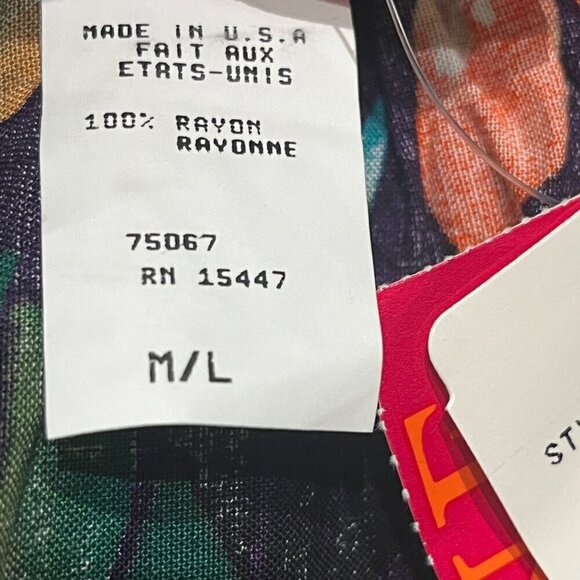 MADE IN U.S.A
FAIT AUX
ETATS-UNIS
100% RAYON
RAYONNE
75067
RN 15447
M/L